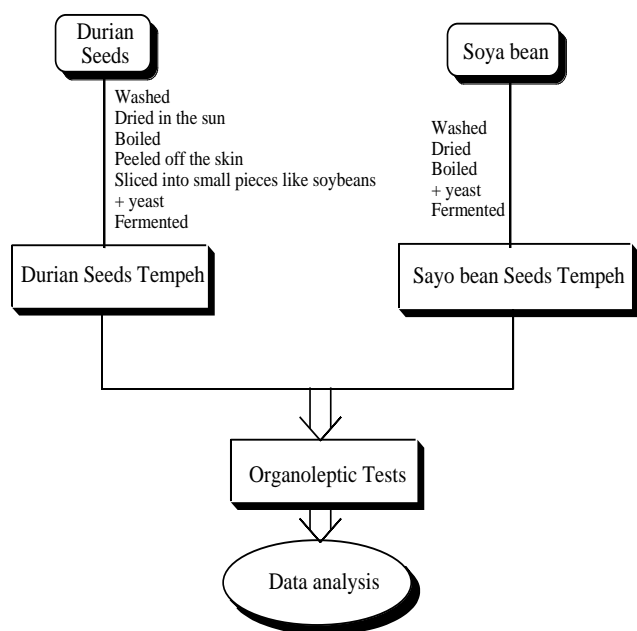 Durian
Seeds
Washed
Dried in the sun
Boiled
Peeled off the skin
Sliced into small pieces like soybeans
+ yeast
Fermented
Durian Seeds Tempeh
Soya bean
Washed
Dried
Boiled
+ yeast
Fermented
Sayo bean Seeds Tempeh
Organoleptic Tests
Data analysis